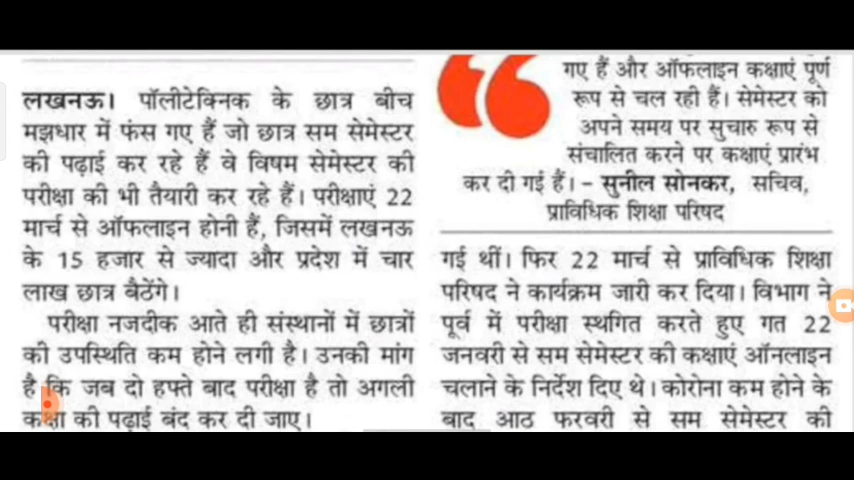 लखनऊ। पॉलीटेक्निक के छात्र बीच
मझधार में फंस गए हैं जो छात्र सम सेमेस्टर
की पढ़ाई कर रहे हैं वे विषम सेमेस्टर की
परीक्षा की भी तैयारी कर रहे हैं। परीक्षाएं 22
मार्च से ऑफलाइन होनी हैं, जिसमें लखनऊ
के 15 हजार से ज्यादा और प्रदेश में चार
लाख छात्र बैठेंगे।
परीक्षा नजदीक आते ही संस्थानों में छात्रों
की उपस्थिति कम होने लगी है। उनकी मांग
है कि जब दो हफ्ते बाद परीक्षा है तो अगली
कक्षा की पढ़ाई बंद कर दी जाए।
गए हैं और ऑफलाइन कक्षाएं पूर्ण
रूप से चल रही हैं। सेमेस्टर को
अपने समय पर सुचारु रूप से
संचालित करने पर कक्षाएं प्रारंभ
कर दी गई हैं। – सुनील सोनकर, सचिव,
प्राविधिक शिक्षा परिषद
गई थीं। फिर 22 मार्च से प्राविधिक शिक्षा
परिषद ने कार्यक्रम जारी कर दिया। विभाग ने
पूर्व में परीक्षा स्थगित करते हुए गत 22
जनवरी से सम सेमेस्टर की कक्षाएं ऑनलाइन
चलाने के निर्देश दिए थे। कोरोना कम होने के
बाद आठ फरवरी से सम सेमेस्टर की